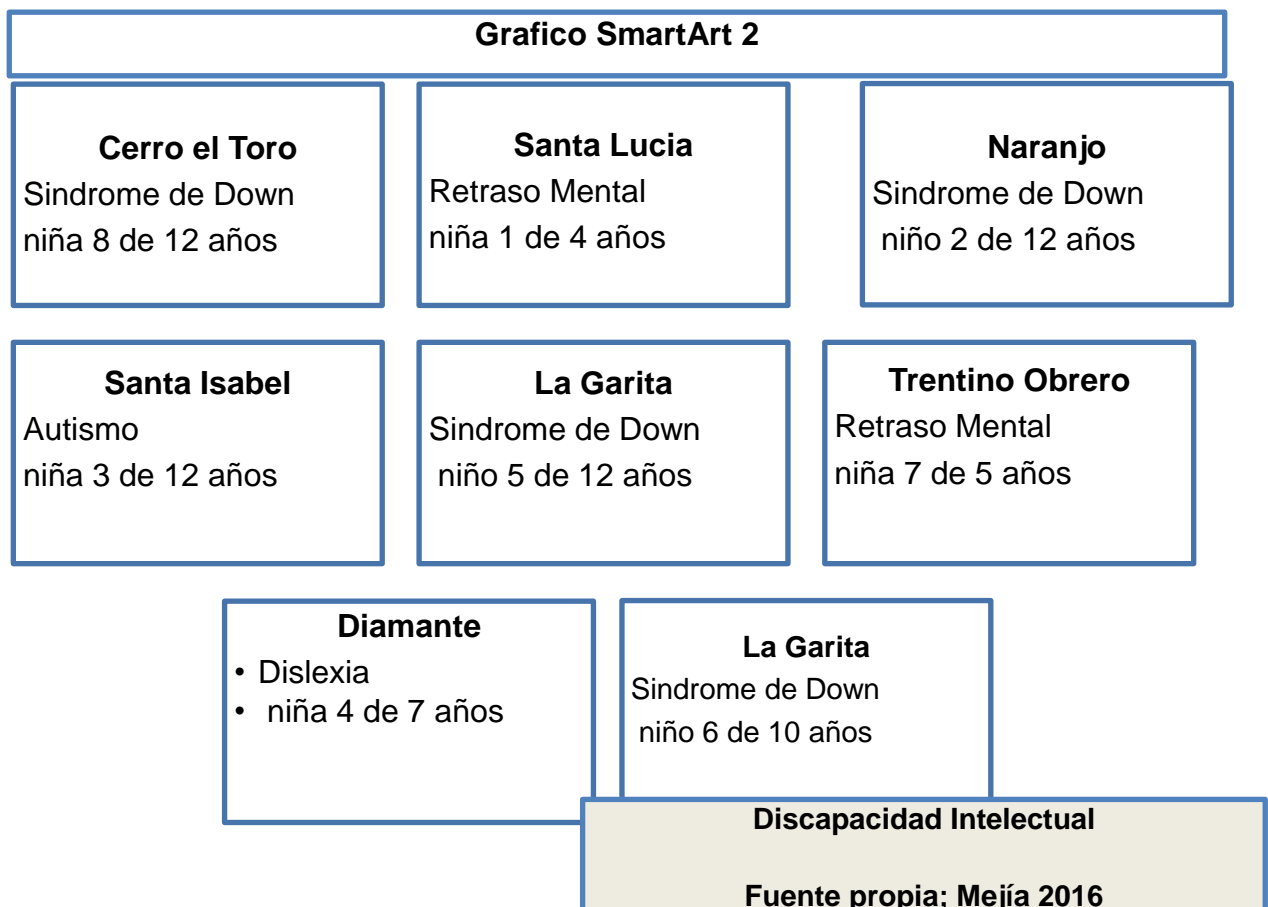 Grafico SmartArt 2
Cerro el Toro
Sindrome de Down
niña 8 de 12 años
Santa Lucia
Retraso Mental
niña 1 de 4 años
Naranjo
Sindrome de Down
niño 2 de 12 años
Santa Isabel
Autismo
niña 3 de 12 años
La Garita
Sindrome de Down
niño 5 de 12 años
Trentino Obrero
Retraso Mental
niña 7 de 5 años
Diamante
• Dislexia
• niña 4 de 7 años
La Garita
Sindrome de Down
niño 6 de 10 años
Discapacidad Intelectual
Fuente propia; Mejía 2016